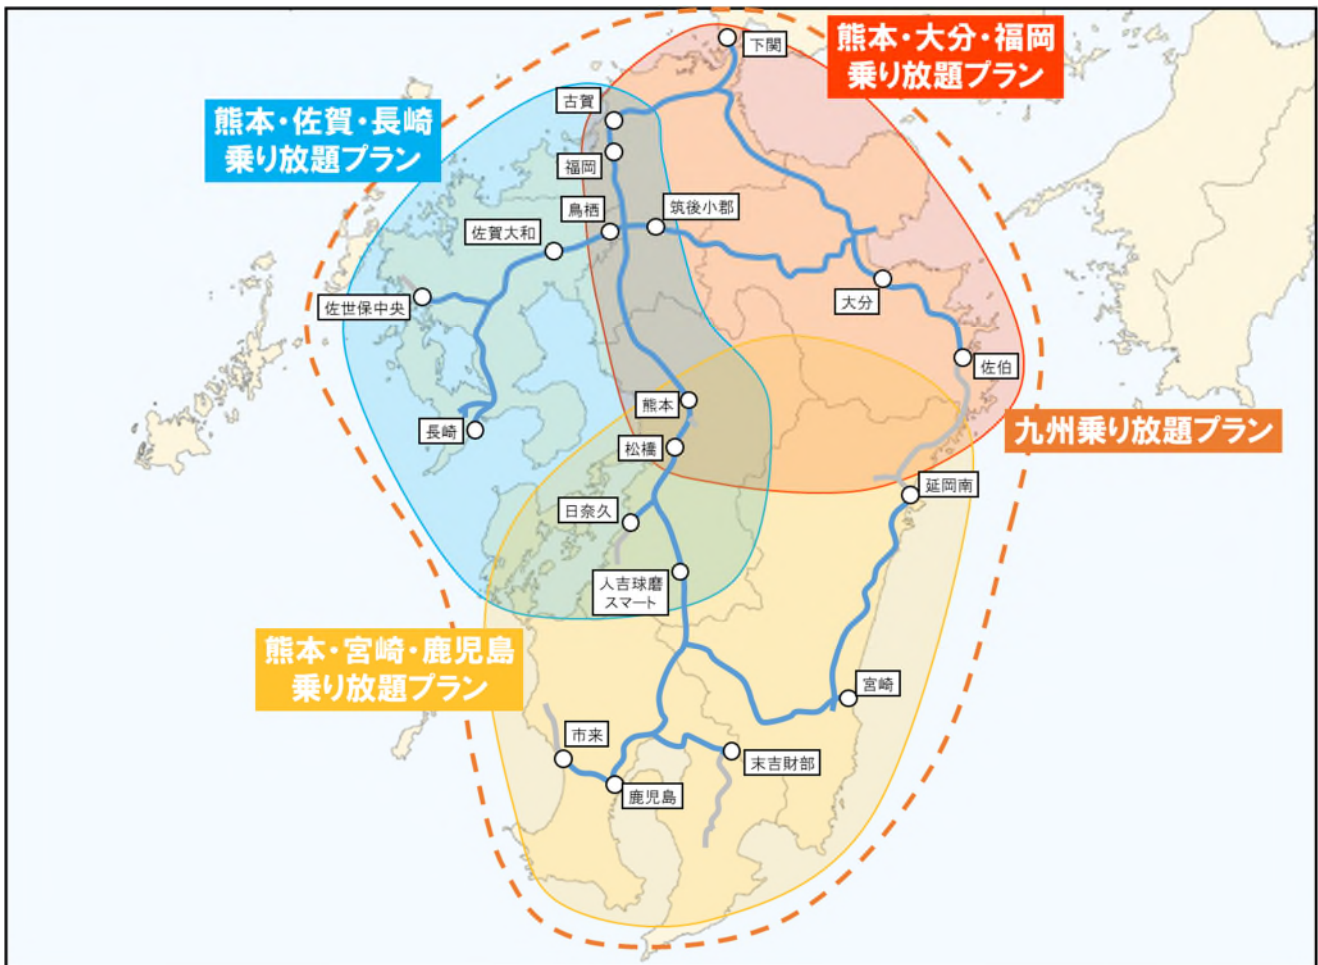 下関
熊本・大分・福岡
乗り放題プラン
古賀
熊本・佐賀・長崎
乗り放題プラン
福岡
鳥栖
筑後小郡
佐賀大和
佐世保中央
大分
佐伯
熊本
長崎
松橋
九州乗り放題プラン
延岡南
日奈久
人吉球磨
スマート
熊本・宮崎・鹿児島
乗り放題プラン
宮崎
市来
末吉財部
鹿児島